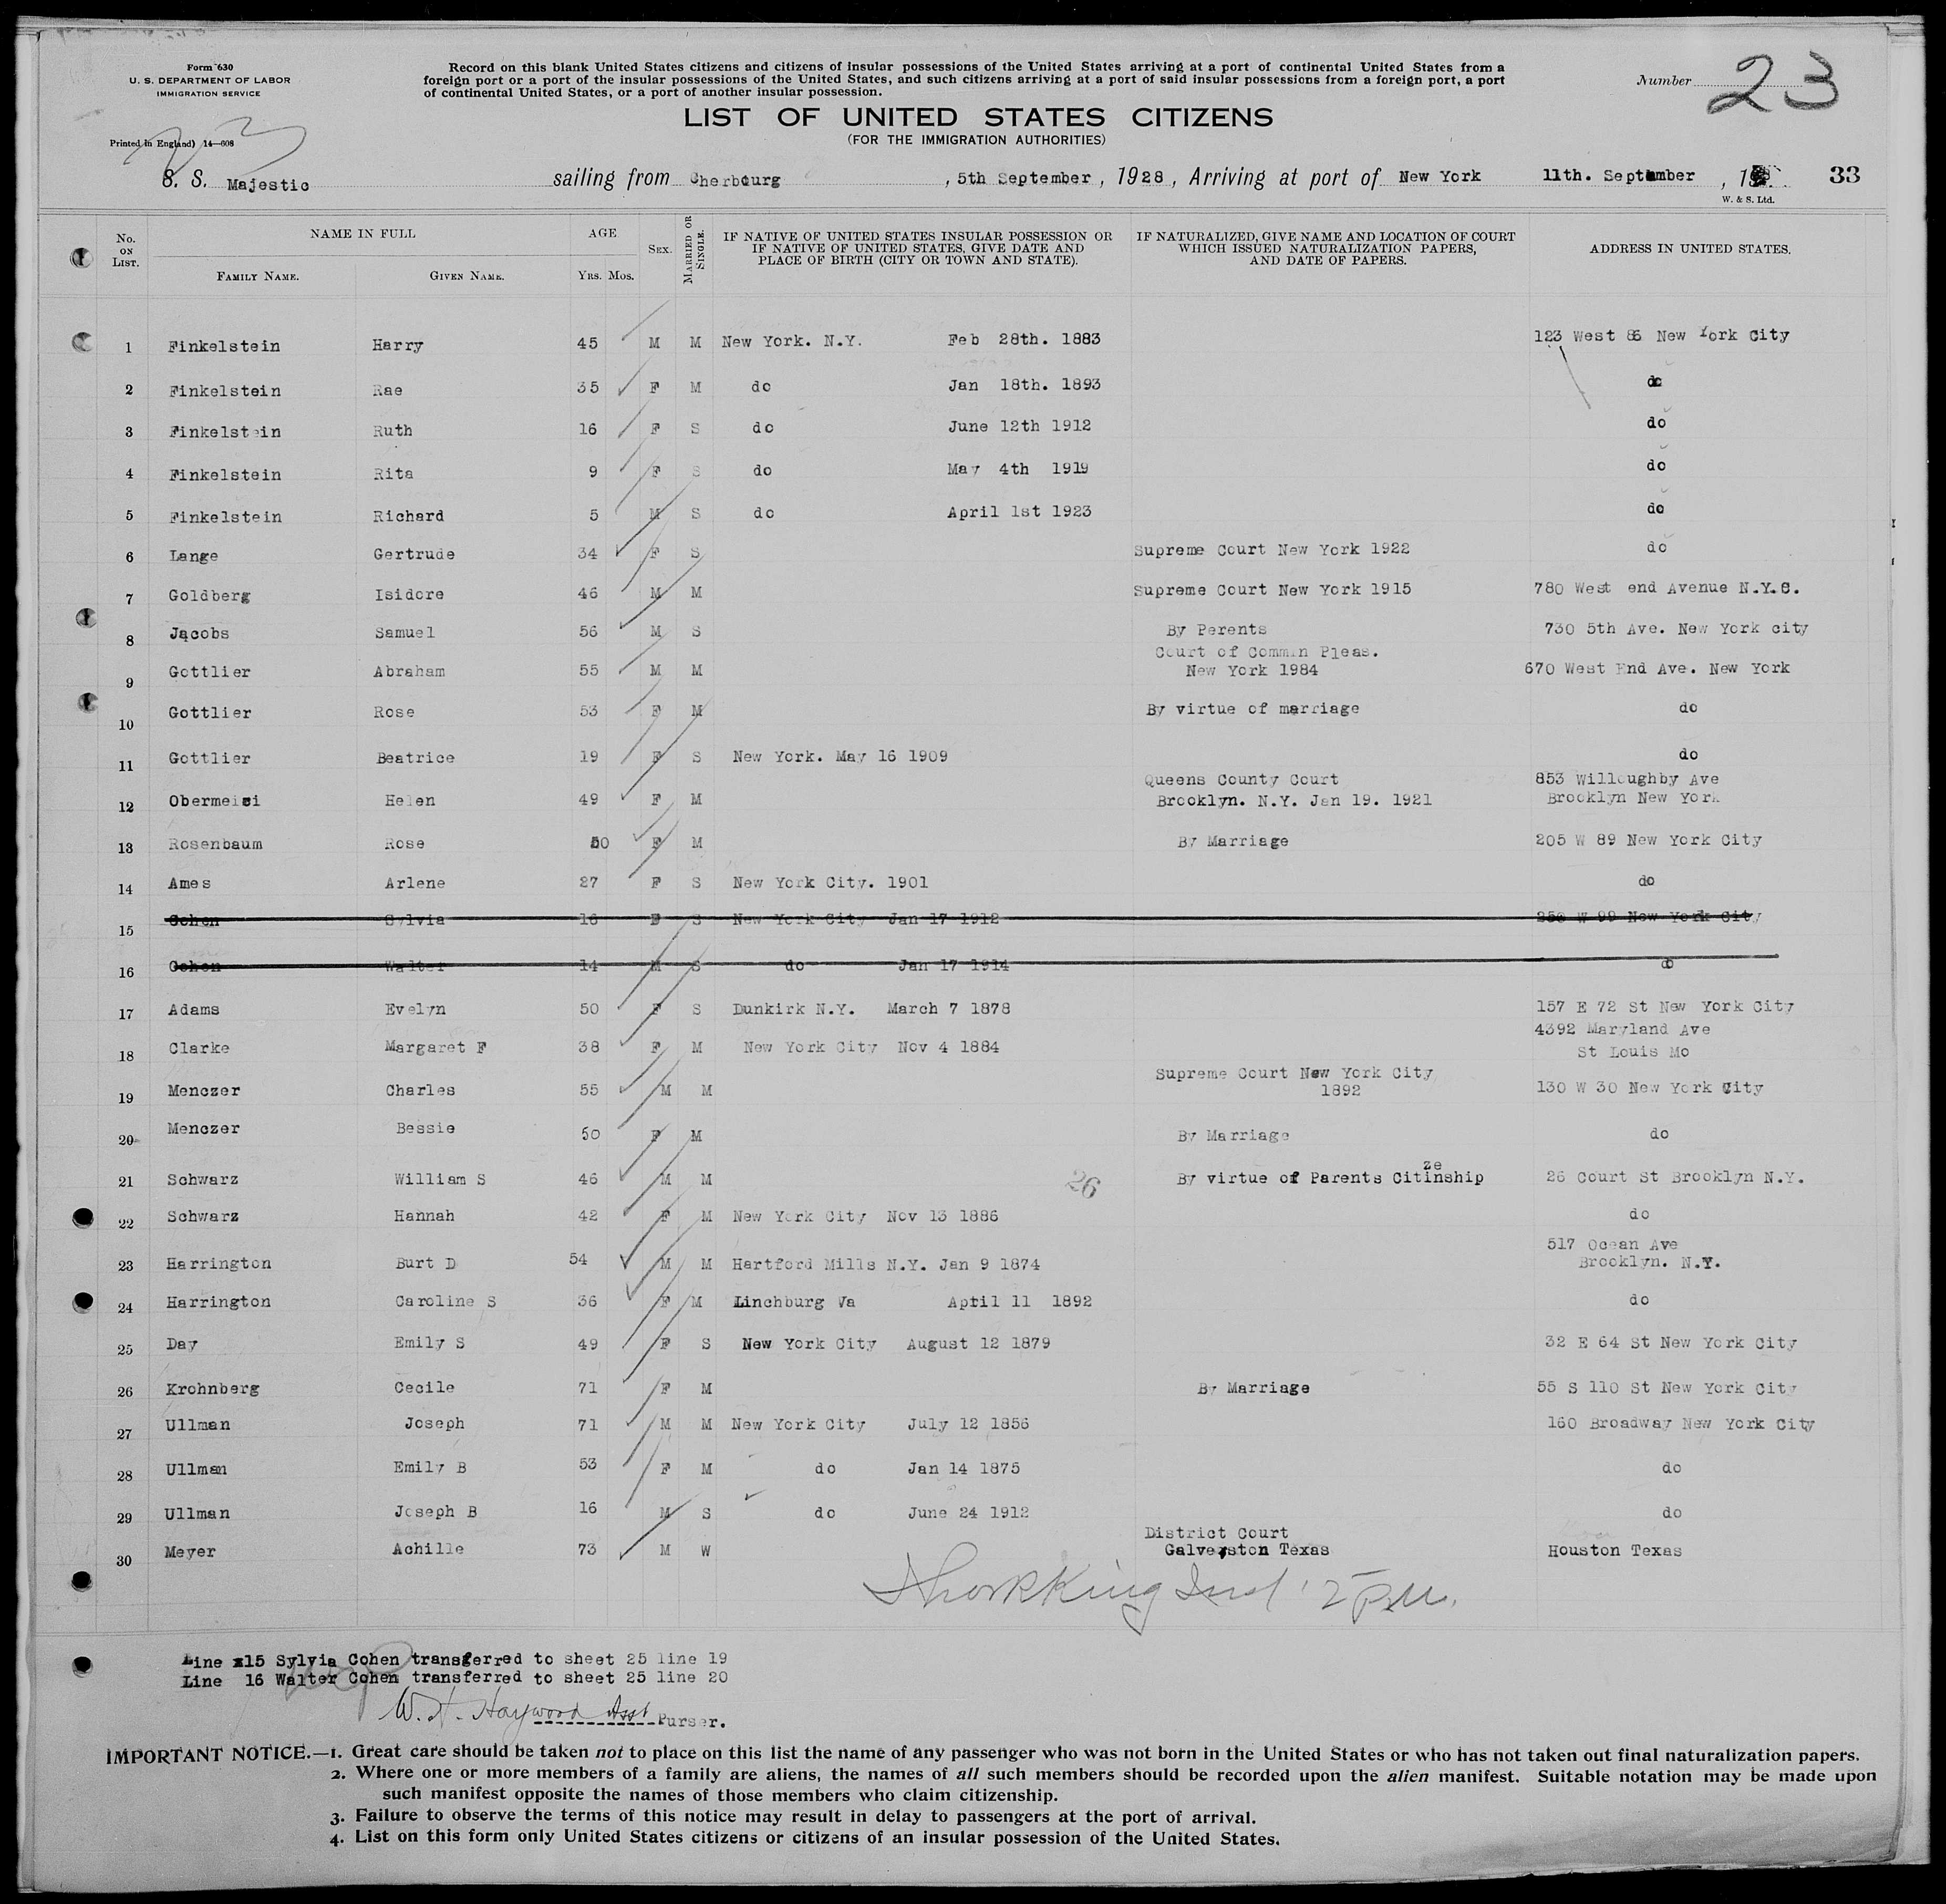 Form 630
U. S. DEPARTMENT OF LABOR
IMMIGRATION SERVICE
Printed in England) 14—608
Record on this blank United States citizens and citizens of insular possessions of the United States arriving at a port of continental United States from a
foreign port or a port of the insular possessions of the United States, and such citizens arriving at a port of said insular possessions from a foreign port, a port
of continental United States, or a port of another insular possession.
LIST OF UNITED STATES CITIZENS
(FOR THE IMMIGRATION AUTHORITIES)
Number 23
23
S. S. Majestic sailing from Cherbourg , 5th September , 1928 , Arriving at port of New York 11th. September , 19 33
W. & S. Ltd.
No. ON LIST. NAME IN FULL FAMILY NAME. GIVEN NAME. AGE YRS. MOS. SEX. MARRIED OR SINGLE. IF NATIVE OF UNITED STATES INSULAR POSSESSION OR IF NATIVE OF UNITED STATES, GIVE DATE AND PLACE OF BIRTH (CITY OR TOWN AND STATE). IF NATURALIZED, GIVE NAME AND LOCATION OF COURT WHICH ISSUED NATURALIZATION PAPERS, AND DATE OF PAPERS. ADDRESS IN UNITED STATES.
1 Finkelstein Harry 45 M M New York. N.Y. Feb 28th. 1883 123 West 86 New York City
2 Finkelstein Rae 35 F M do Jan 18th. 1893 do
3 Finkelstein Ruth 16 F S do June 12th 1912 do
4 Finkelstein Rita 9 F S do May 4th 1919 do
5 Finkelstein Richard 5 M S do April 1st 1923 do
6 Lange Gertrude 34 F S Supreme Court New York 1922 do
7 Goldberg Isidore 46 M M Supreme Court New York 1915 780 West end Avenue N.Y.C.
8 Jacobs Samuel 56 M S By Perents 730 5th Ave. New York city
Court of Commin Pleas.
9 Gottlier Abraham 55 M M New York 1984 670 West End Ave. New York
10 Gottlier Rose 53 F M By virtue of marriage do
11 Gottlier Beatrice 19 F S New York. May 16 1909 do
Queens County Court 853 Willoughby Ave
12 Obermeisi Helen 49 F M Brooklyn. N.Y. Jan 19. 1921 Brooklyn New York
13 Rosenbaum Rose 50 F M By Marriage 205 W 89 New York City
14 Ames Arlene 27 F S New York City. 1901 do
15 Cohen Sylvia 16 F S New York City Jan 17 1912 250 W 99 New York City
16 Cohen Walter 14 M S do Jan 17 1914 do
17 Adams Evelyn 50 F S Dunkirk N.Y. March 7 1878 157 E 72 St New York City
4392 Maryland Ave
18 Clarke Margaret F 38 F M New York City Nov 4 1884 St Louis Mo
Supreme Court New York City
19 Menczer Charles 55 M M 1892 130 W 30 New York City
20 Menczer Bessie 50 F M By Marriage do
21 Schwarz William S 46 M M 26 By virtue of Parents Citizenship 26 Court St Brooklyn N.Y.
22 Schwarz Hannah 42 F M New York City Nov 13 1886 do
517 Ocean Ave
23 Harrington Burt D 54 M M Hartford Mills N.Y. Jan 9 1874 Brooklyn. N.Y.
24 Harrington Caroline S 36 F M Linchburg Va April 11 1892 do
25 Day Emily S 49 F S New York City August 12 1879 32 E 64 St New York City
26 Krohnberg Cecile 71 F M By Marriage 55 S 110 St New York City
27 Ullman Joseph 71 M M New York City July 12 1856 160 Broadway New York City
28 Ullman Emily B 53 F M do Jan 14 1875 do
29 Ullman Joseph B 16 M S do June 24 1912 do
District Court
30 Meyer Achille 73 M W Galveston Texas Houston Texas
Line 15 Sylvia Cohen transferred to sheet 25 line 19
Line 16 Walter Cohen transferred to sheet 25 line 20
W. H. Haywood Asst Purser.
IMPORTANT NOTICE.—1. Great care should be taken not to place on this list the name of any passenger who was not born in the United States or who has not taken out final naturalization papers.
2. Where one or more members of a family are aliens, the names of all such members should be recorded upon the alien manifest. Suitable notation may be made upon
such manifest opposite the names of those members who claim citizenship.
3. Failure to observe the terms of this notice may result in delay to passengers at the port of arrival.
4. List on this form only United States citizens or citizens of an insular possession of the United States.